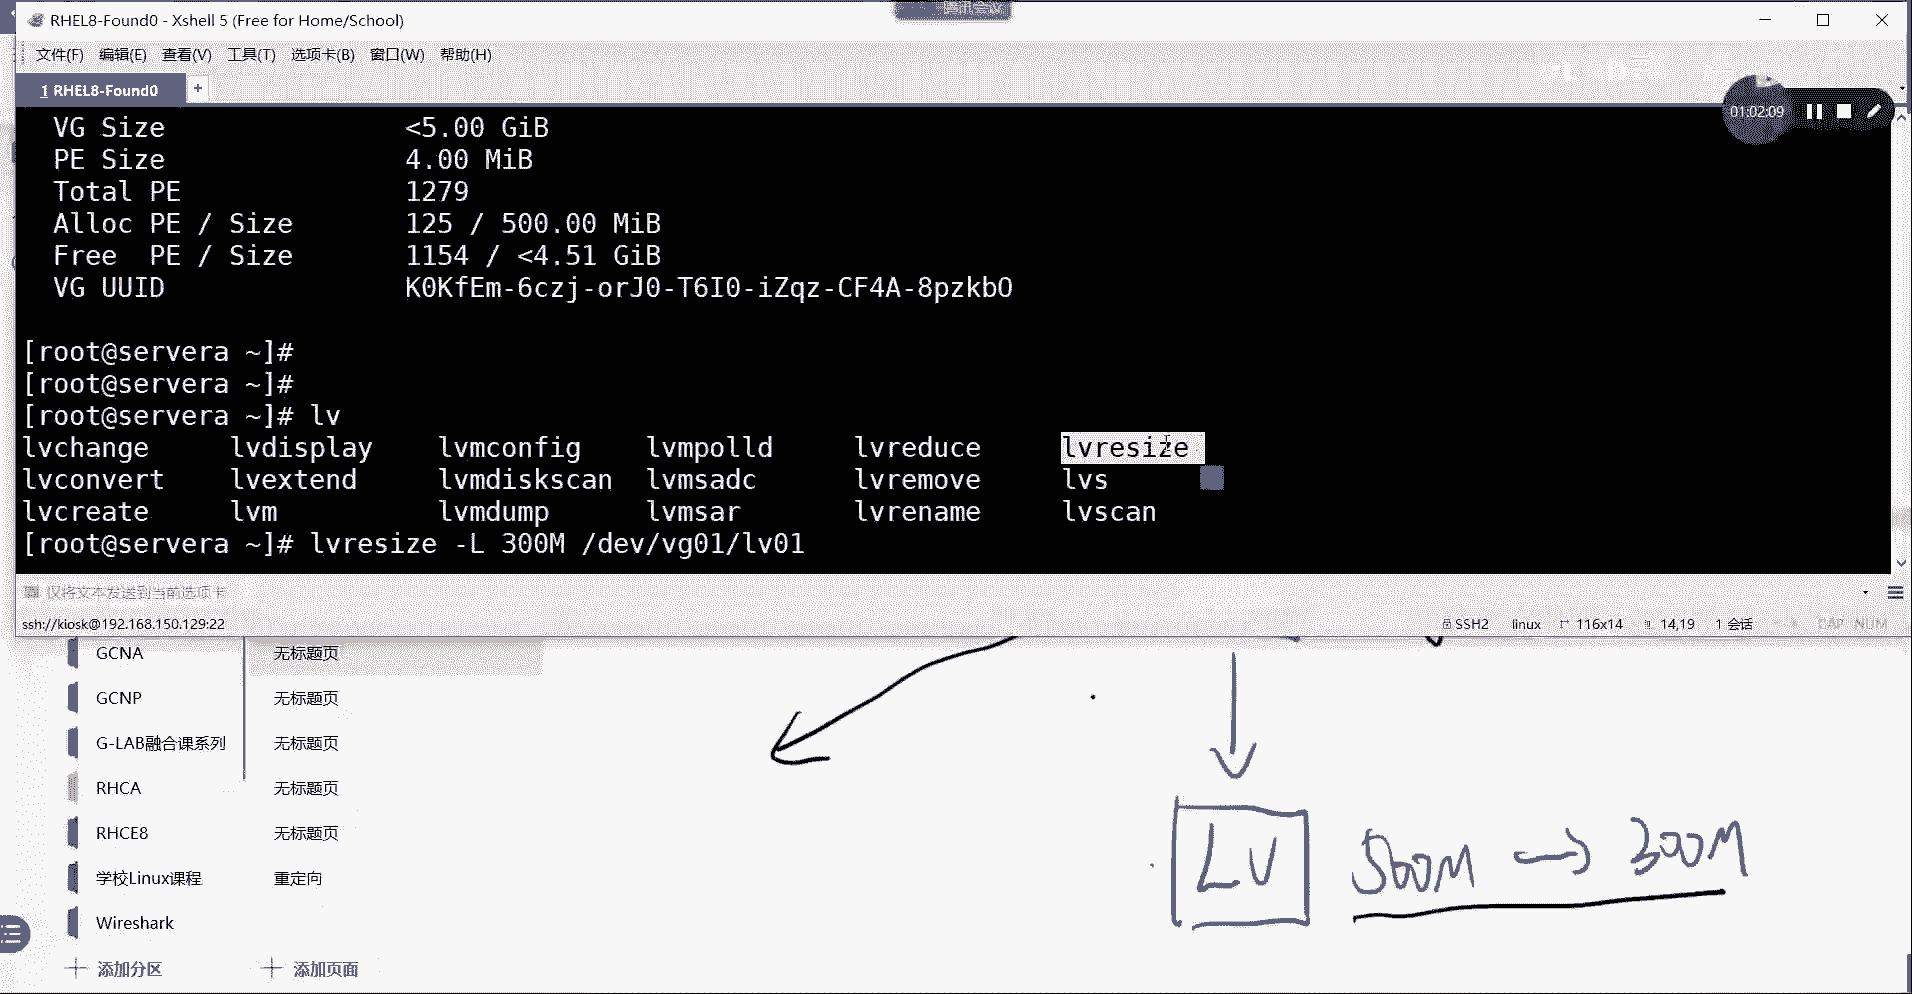 腾讯会议
RHEL8-Found0 - Xshell 5 (Free for Home/School)
文件(F) 编辑(E) 查看(V) 工具(T) 选项卡(B) 窗口(W) 帮助(H)
1 RHEL8-Found0 +
01:02:09
VG Size <5.00 GiB
PE Size 4.00 MiB
Total PE 1279
Alloc PE / Size 125 / 500.00 MiB
Free PE / Size 1154 / <4.51 GiB
VG UUID K0KfEm-6czj-orJ0-T6I0-iZqz-CF4A-8pzkbO
[root@servera ~]#
[root@servera ~]#
[root@servera ~]# lv
lvchange lvdisplay lvmconfig lvmpolld lvreduce lvresize
lvconvert lvextend lvmdiskscan lvmsadc lvremove lvs
lvcreate lvm lvmdump lvmsar lvrename lvscan
[root@servera ~]# lvresize -L 300M /dev/vg01/lv01
仅将文本发送到当前选项卡
ssh://kiosk@192.168.150.129:22 SSH2 linux 116x14 14,19 1 会话 CAP NUM
GCNA 无标题页
GCNP 无标题页
G-LAB融合课系列 无标题页
RHCA 无标题页
RHCE8 无标题页
学校Linux课程 重定向
Wireshark
添加分区 添加页面
LV 500M → 300M